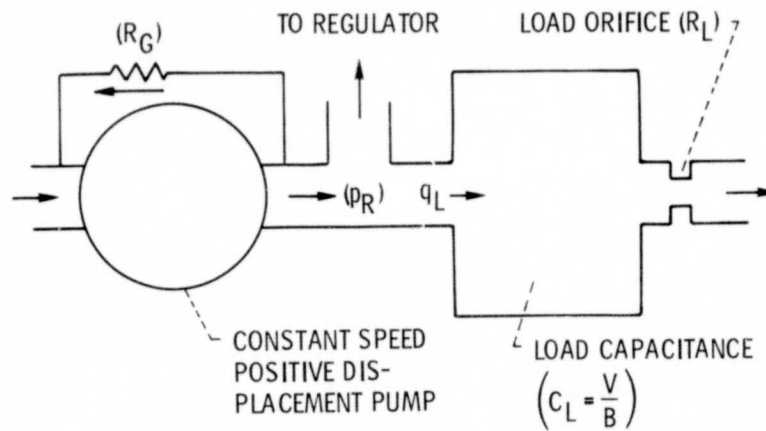 (R_G)
TO REGULATOR
LOAD ORIFICE (R_L)
(p_R)
q_L
CONSTANT SPEED
POSITIVE DIS-
PLACEMENT PUMP
LOAD CAPACITANCE
(C_L = V/B)